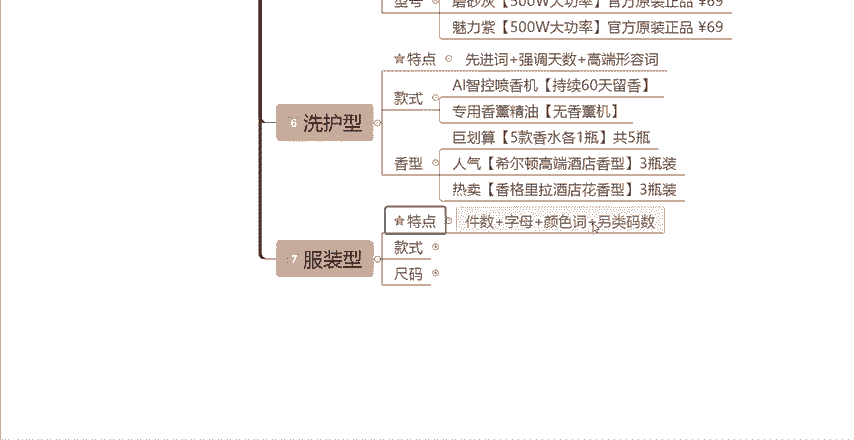 型号
磨砂灰【500W大功率】官方原装正品 ¥69
魅力紫【500W大功率】官方原装正品 ¥69
6 洗护型
特点
先进词+强调天数+高端形容词
款式
AI智控喷香机【持续60天留香】
专用香薰精油【无香薰机】
香型
巨划算【5款香水各1瓶】共5瓶
人气【希尔顿高端酒店香型】3瓶装
热卖【香格里拉酒店花香型】3瓶装
7 服装型
特点
件数+字母+颜色词+另类码数
款式
尺码